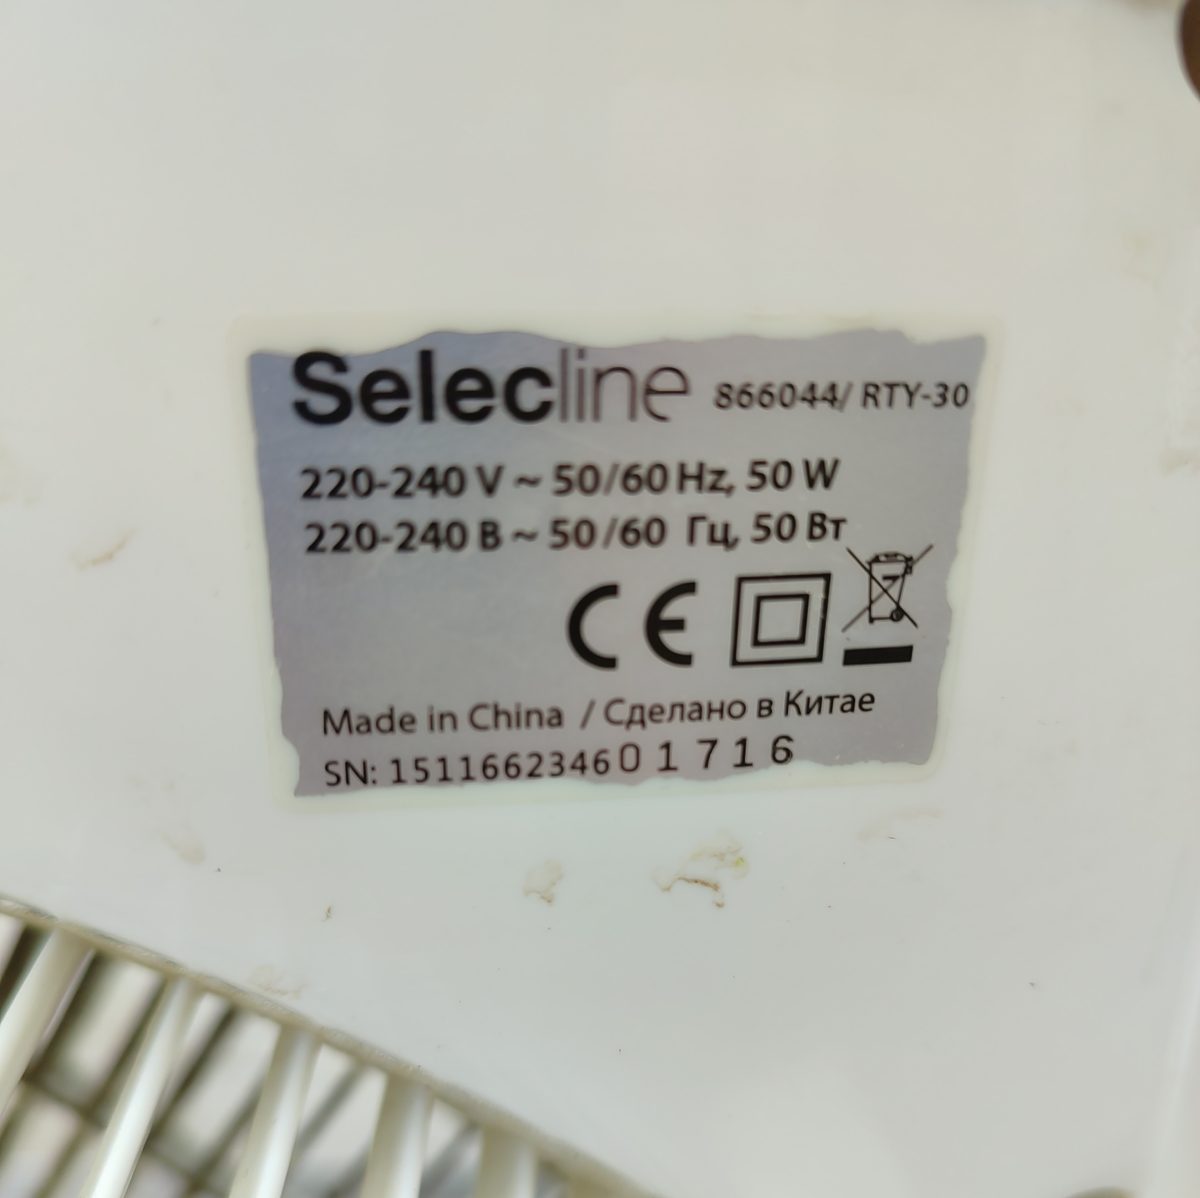 Selecline 866044/ RTY-30
220-240 V ~ 50/60 Hz, 50 W
220-240 В ~ 50/60 Гц, 50 Вт
CE
Made in China / Сделано в Китае
SN: 151166234601716